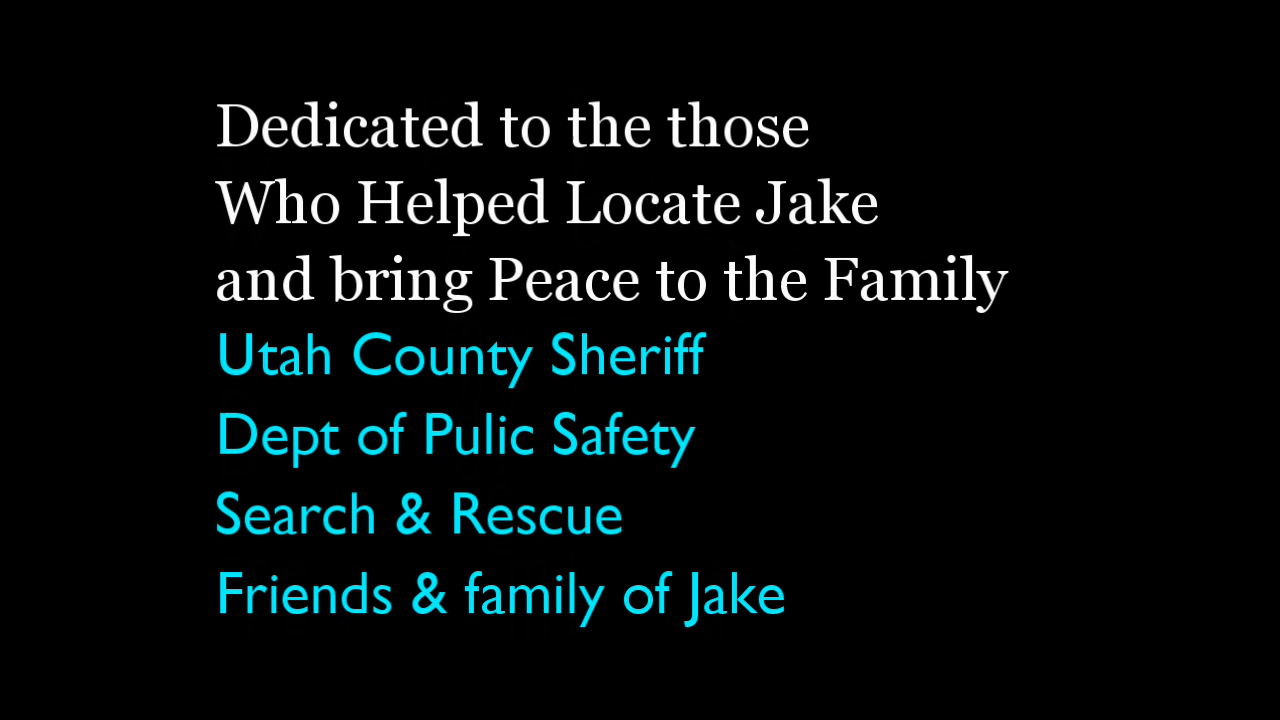 Dedicated to the those
Who Helped Locate Jake
and bring Peace to the Family
Utah County Sheriff
Dept of Pulic Safety
Search & Rescue
Friends & family of Jake